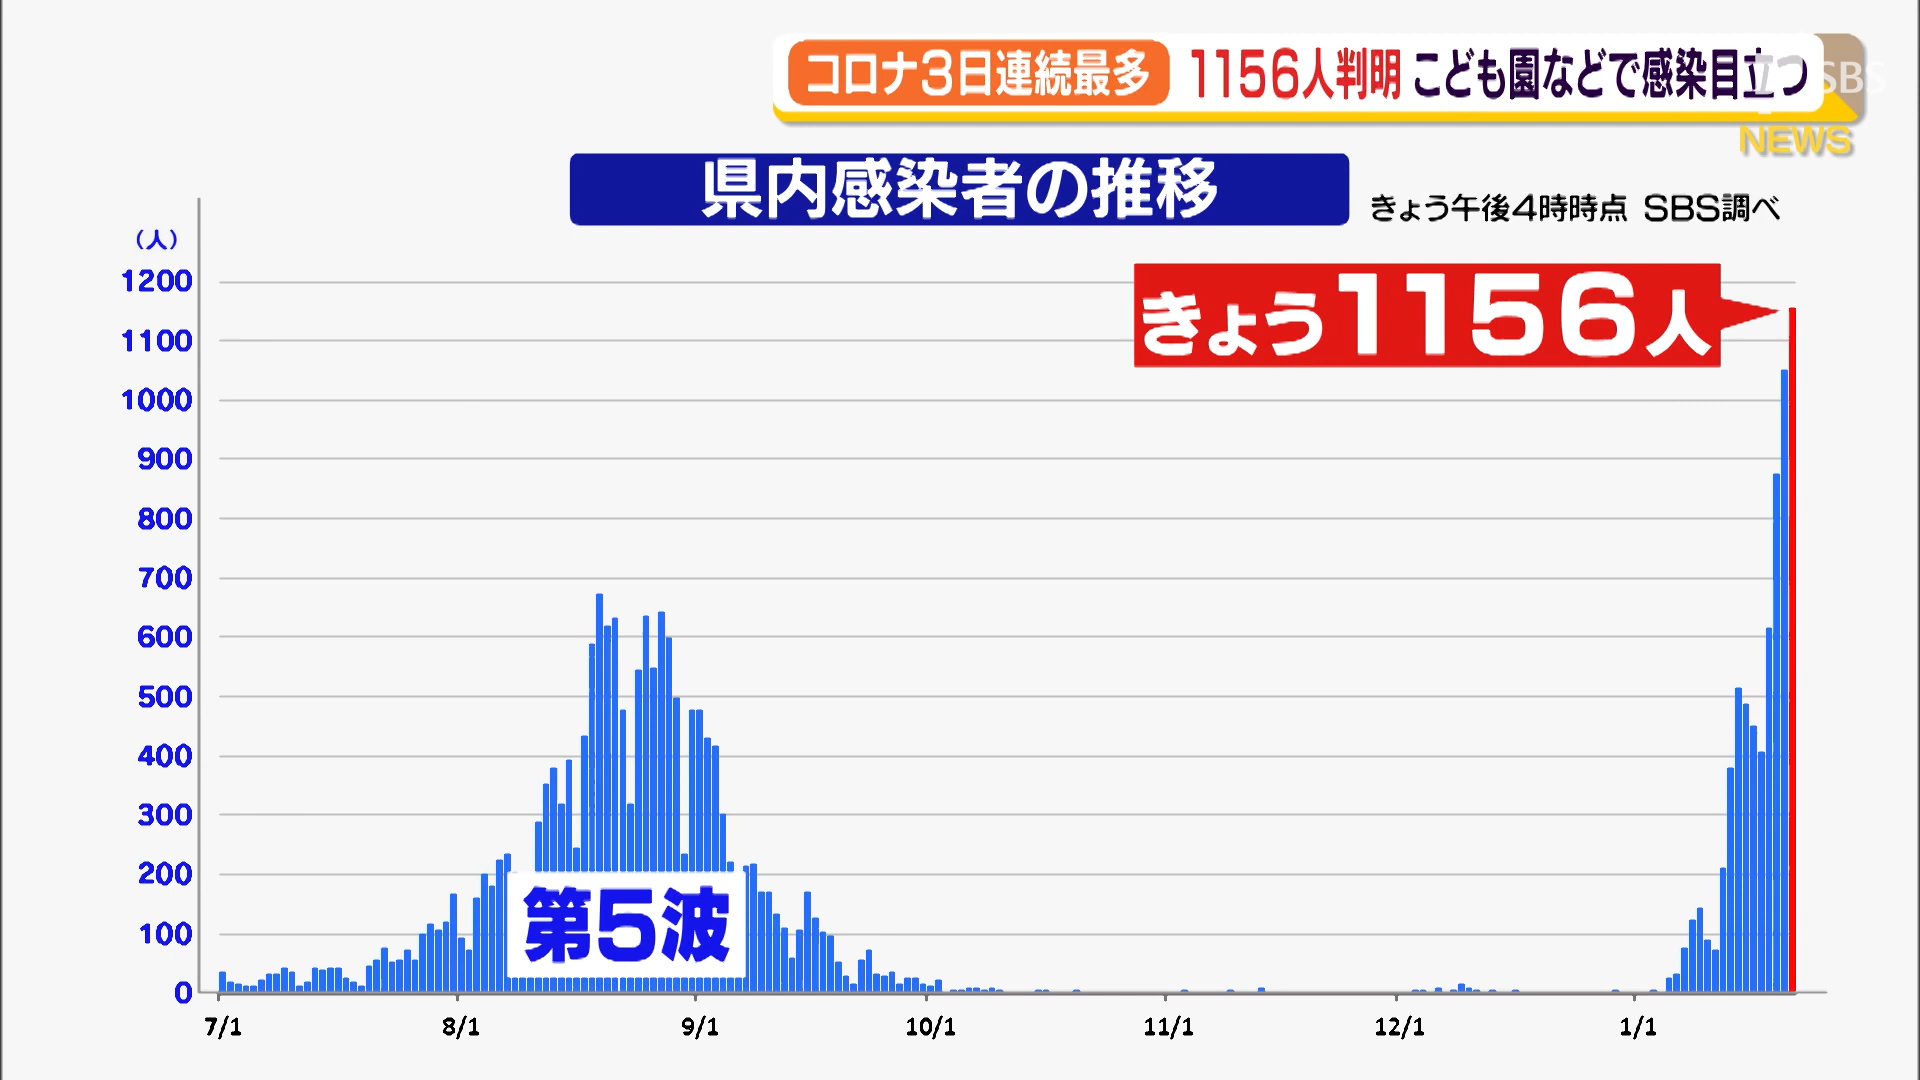 コロナ3日連続最多 1156人判明 こども園などで感染目立つ
SBS
NEWS
県内感染者の推移
きょう午後4時時点 SBS調べ
(人)
きょう1156人
1200
1100
1000
900
800
700
600
500
400
300
200
100
0
第5波
7/1 8/1 9/1 10/1 11/1 12/1 1/1